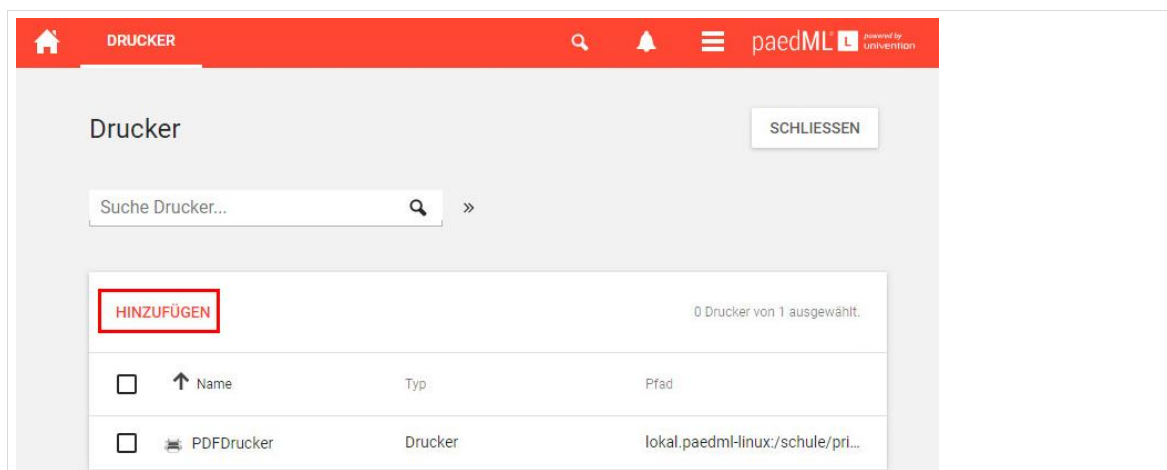 DRUCKER
paedML® L powered by univention
Drucker
SCHLIESSEN
Suche Drucker...
»
HINZUFÜGEN
0 Drucker von 1 ausgewählt.
Name Typ Pfad
PDFDrucker Drucker lokal.paedml-linux:/schule/pri...